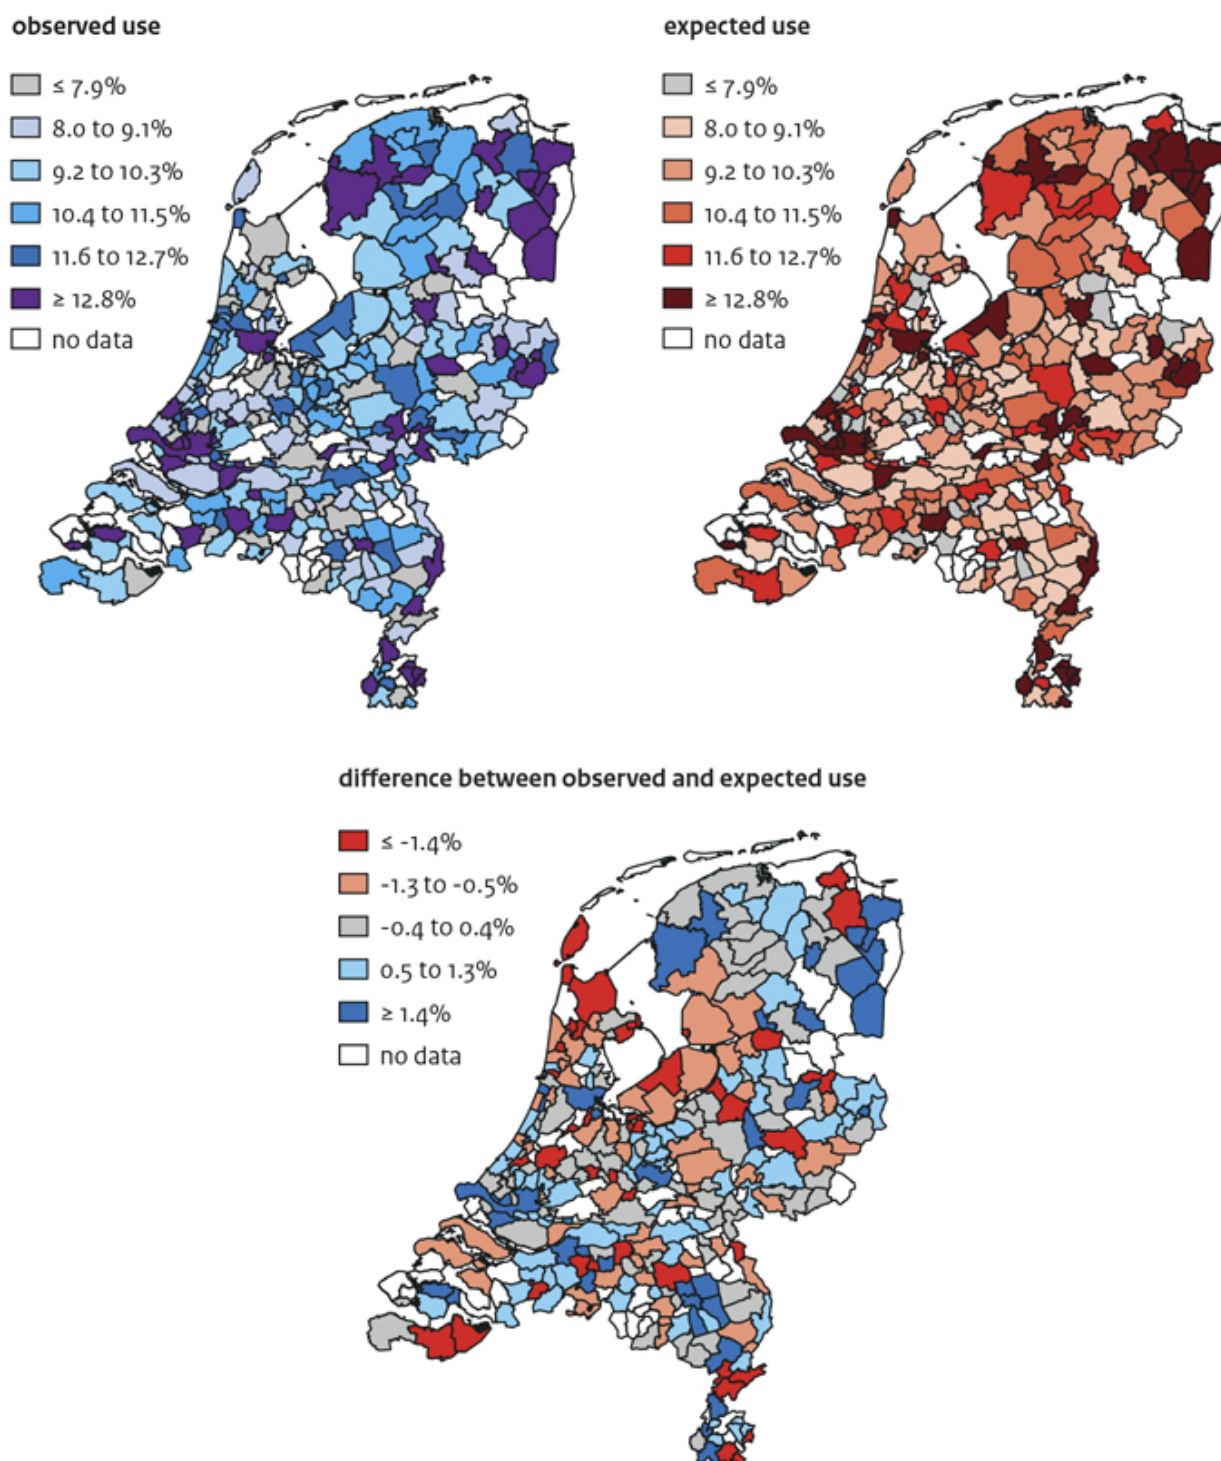 observed use
≤ 7.9%
8.0 to 9.1%
9.2 to 10.3%
10.4 to 11.5%
11.6 to 12.7%
≥ 12.8%
no data
expected use
≤ 7.9%
8.0 to 9.1%
9.2 to 10.3%
10.4 to 11.5%
11.6 to 12.7%
≥ 12.8%
no data
difference between observed and expected use
≤ -1.4%
-1.3 to -0.5%
-0.4 to 0.4%
0.5 to 1.3%
≥ 1.4%
no data